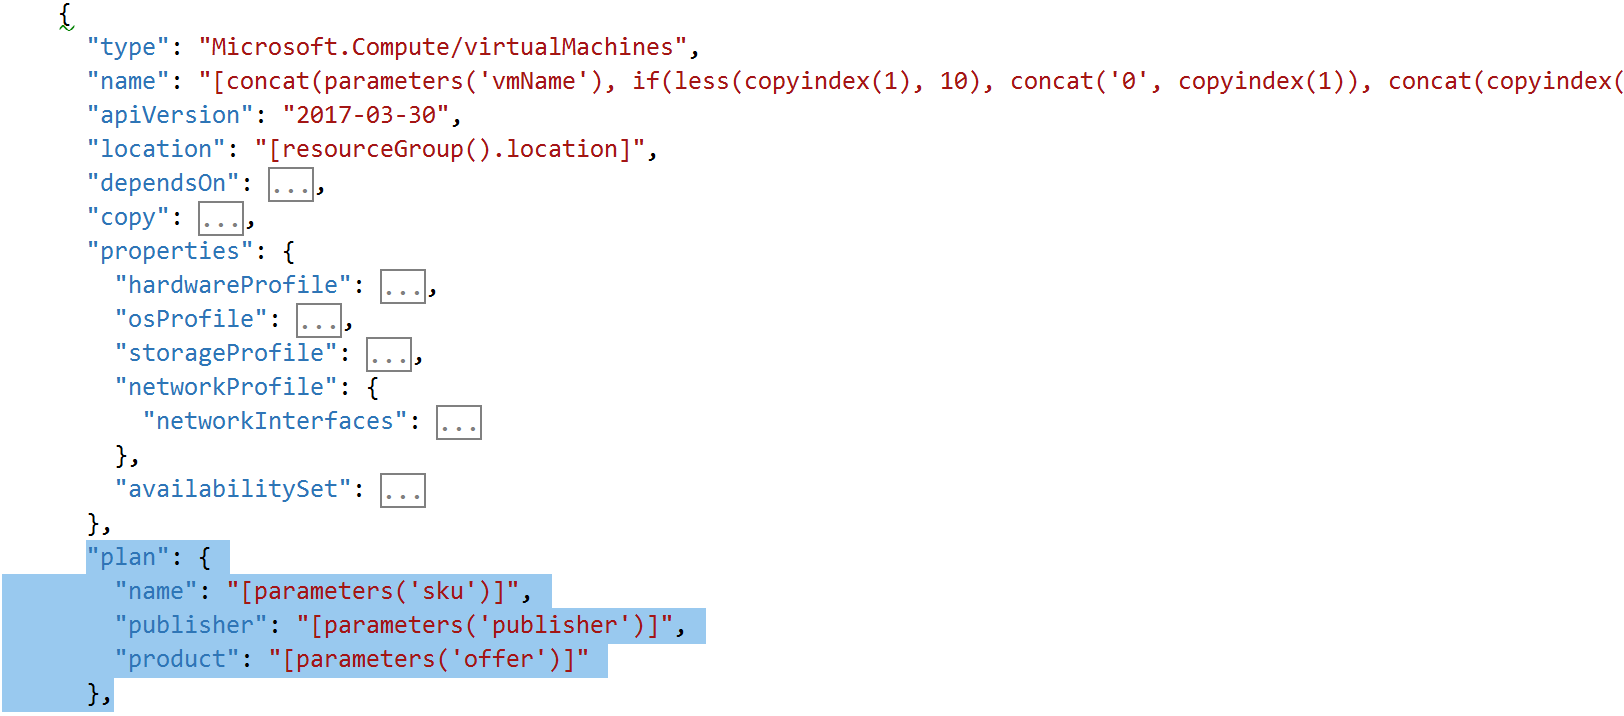 {
"type": "Microsoft.Compute/virtualMachines",
"name": "[concat(parameters('vmName'), if(less(copyindex(1), 10), concat('0', copyindex(1)), concat(copyindex(
"apiVersion": "2017-03-30",
"location": "[resourceGroup().location]",
"dependsOn": ...,
"copy": ...,
"properties": {
"hardwareProfile": ...,
"osProfile": ...,
"storageProfile": ...,
"networkProfile": {
"networkInterfaces": ...
},
"availabilitySet": ...
},
"plan": {
"name": "[parameters('sku')]",
"publisher": "[parameters('publisher')]",
"product": "[parameters('offer')]"
},